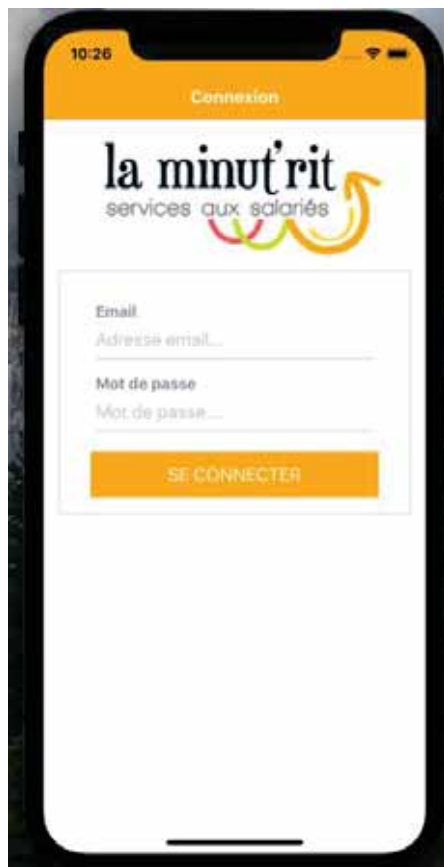 10:26
Connexion
la minut'rit
services aux salariés
Email
Adresse email...
Mot de passe
Mot de passe...
SE CONNECTER